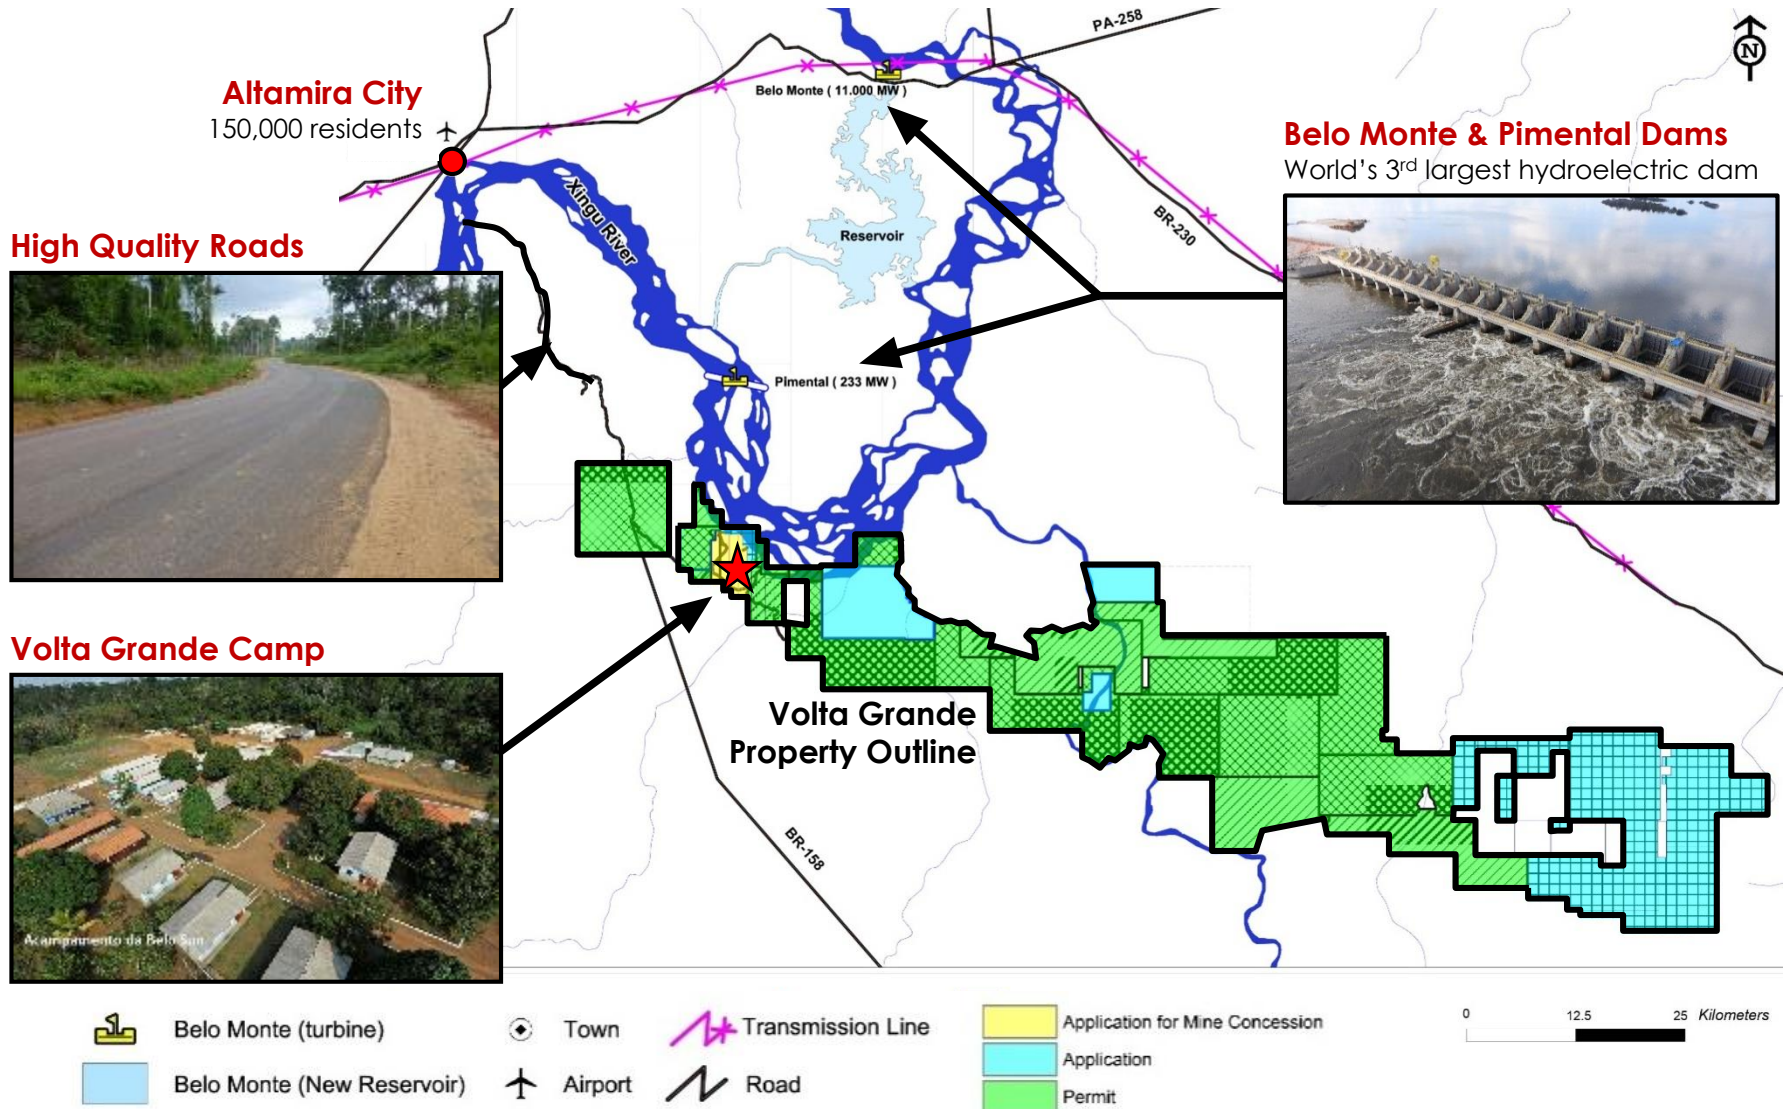 PA-258
N
Altamira City
150,000 residents
Belo Monte ( 11.000 MW )
Belo Monte & Pimental Dams
World's 3rd largest hydroelectric dam
Xingu River
BR-230
Reservoir
High Quality Roads
Pimental ( 233 MW )
Volta Grande Camp
Volta Grande
Property Outline
BR-158
Acampamento da Belo Sun
Belo Monte (turbine)
Town
Transmission Line
Application for Mine Concession
0 12.5 25 Kilometers
Application
Belo Monte (New Reservoir)
Airport
Road
Permit